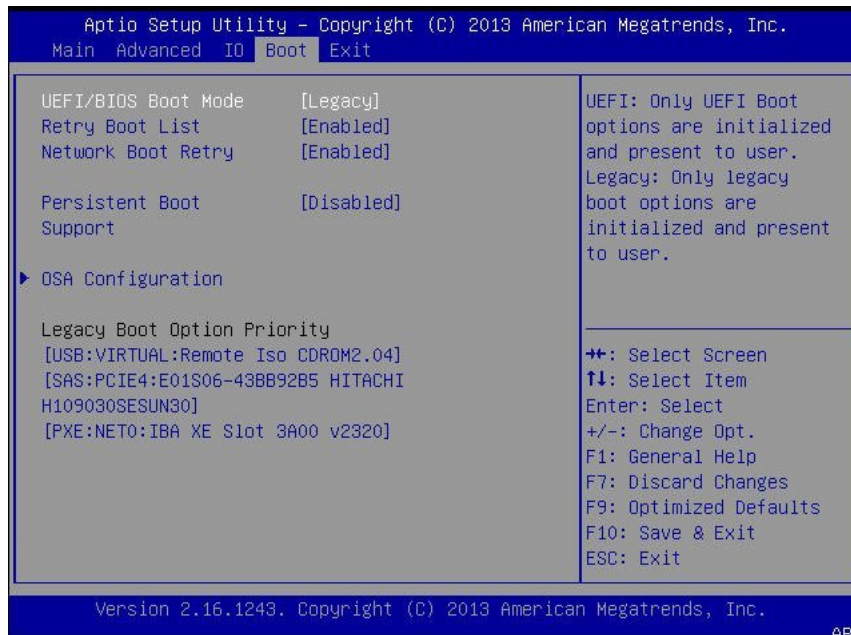 Aptio Setup Utility – Copyright (C) 2013 American Megatrends, Inc.
Main Advanced IO Boot Exit
UEFI/BIOS Boot Mode [Legacy]
Retry Boot List [Enabled]
Network Boot Retry [Enabled]
Persistent Boot [Disabled]
Support
OSA Configuration
Legacy Boot Option Priority
[USB:VIRTUAL:Remote Iso CDROM2.04]
[SAS:PCIE4:E01S06-43BB92B5 HITACHI
H109030SESUN30]
[PXE:NET0:IBA XE Slot 3A00 v2320]
UEFI: Only UEFI Boot
options are initialized
and present to user.
Legacy: Only legacy
boot options are
initialized and present
to user.
→←: Select Screen
↑↓: Select Item
Enter: Select
+/-: Change Opt.
F1: General Help
F7: Discard Changes
F9: Optimized Defaults
F10: Save & Exit
ESC: Exit
Version 2.16.1243. Copyright (C) 2013 American Megatrends, Inc.